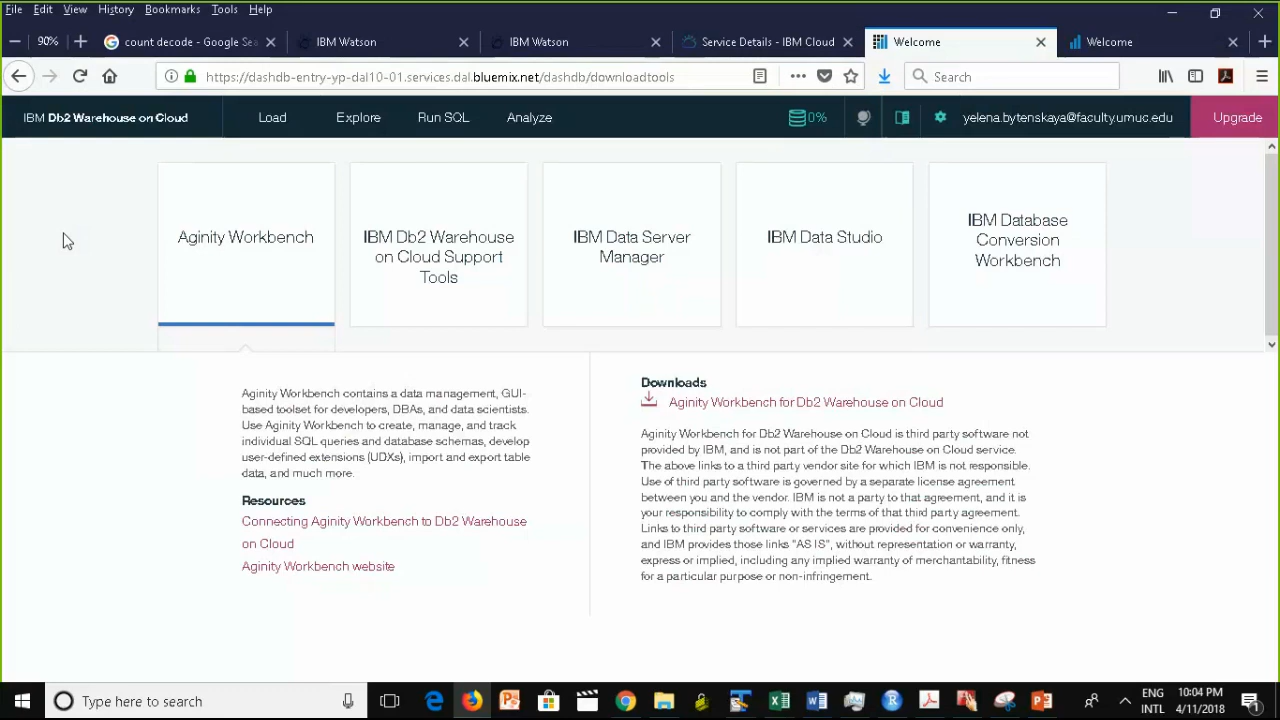 File Edit View History Bookmarks Tools Help
90% count decode - Google Sea IBM Watson IBM Watson Service Details - IBM Cloud Welcome Welcome
https://dashdb-entry-yp-dal10-01.services.dal.bluemix.net/dashdb/downloadtools Search
IBM Db2 Warehouse on Cloud Load Explore Run SQL Analyze 0% yelena.bytenskaya@faculty.umuc.edu Upgrade
Aginity Workbench
IBM Db2 Warehouse
on Cloud Support
Tools
IBM Data Server
Manager
IBM Data Studio
IBM Database
Conversion
Workbench
Aginity Workbench contains a data management, GUI-
based toolset for developers, DBAs, and data scientists.
Use Aginity Workbench to create, manage, and track
individual SQL queries and database schemas, develop
user-defined extensions (UDXs), import and export table
data, and much more.
Resources
Connecting Aginity Workbench to Db2 Warehouse
on Cloud
Aginity Workbench website
Downloads
Aginity Workbench for Db2 Warehouse on Cloud
Aginity Workbench for Db2 Warehouse on Cloud is third party software not
provided by IBM, and is not part of the Db2 Warehouse on Cloud service.
The above links to a third party vendor site for which IBM is not responsible.
Use of third party software is governed by a separate license agreement
between you and the vendor. IBM is not a party to that agreement, and it is
your responsibility to comply with the terms of that third party agreement.
Links to third party software or services are provided for convenience only,
and IBM provides those links "AS IS", without representation or warranty,
express or implied, including any implied warranty of merchantability, fitness
for a particular purpose or non-infringement.
Type here to search
ENG 10:04 PM
INTL 4/11/2018